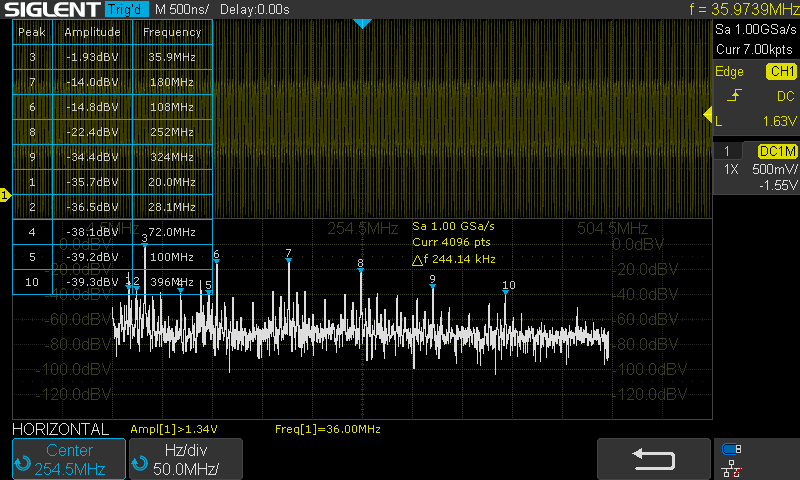 SIGLENT Trig'd M 500ns/ Delay:0.00s f = 35.9739MHz
Sa 1.00GSa/s
Curr 7.00kpts
Edge CH1
DC
L 1.63V
1 DC1M
1X 500mV/
-1.55V
Peak Amplitude Frequency
3 -1.93dBV 35.9MHz
7 -14.0dBV 180MHz
6 -14.8dBV 108MHz
8 -22.4dBV 252MHz
9 -34.4dBV 324MHz
1 -35.7dBV 20.0MHz
2 -36.5dBV 28.1MHz
4 -38.1dBV 72.0MHz
5 -39.2dBV 100MHz
10 -39.3dBV 396MHz
1
254.5MHz 504.5MHz
Sa 1.00 GSa/s
Curr 4096 pts
△f 244.14 kHz
0.0dBV 0.0dBV
-20.0dBV
-40.0dBV
-60.0dBV -60.0dBV
-80.0dBV -80.0dBV
-100.0dBV -100.0dBV
-120.0dBV -120.0dBV
1 2 3 4 5 6 7 8 9 10
HORIZONTAL Ampl[1]>1.34V Freq[1]=36.00MHz
Center
254.5MHz
Hz/div
50.0MHz/